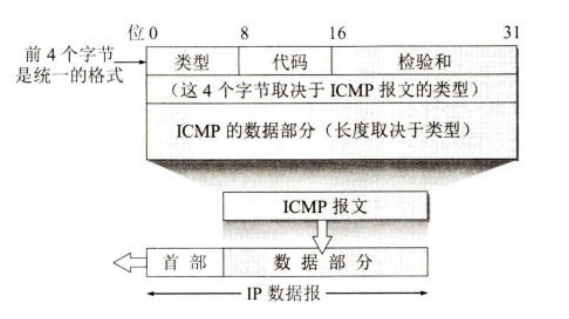 位 0 8 16 31
前 4 个字节
是统一的格式
类型 代码 检验和
（这 4 个字节取决于 ICMP 报文的类型）
ICMP 的数据部分（长度取决于类型）
ICMP 报文
首 部 数 据 部 分
IP 数据报